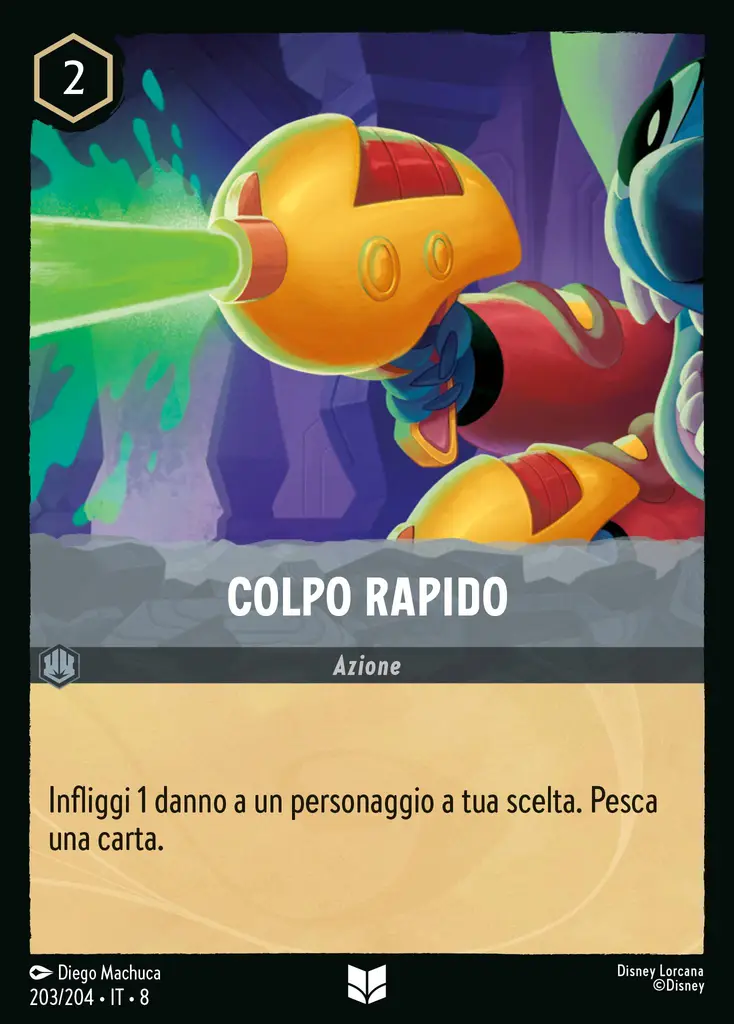 2
COLPO RAPIDO
Azione
Infliggi 1 danno a un personaggio a tua scelta. Pesca
una carta.
Diego Machuca
203/204 • IT • 8
Disney Lorcana
©Disney